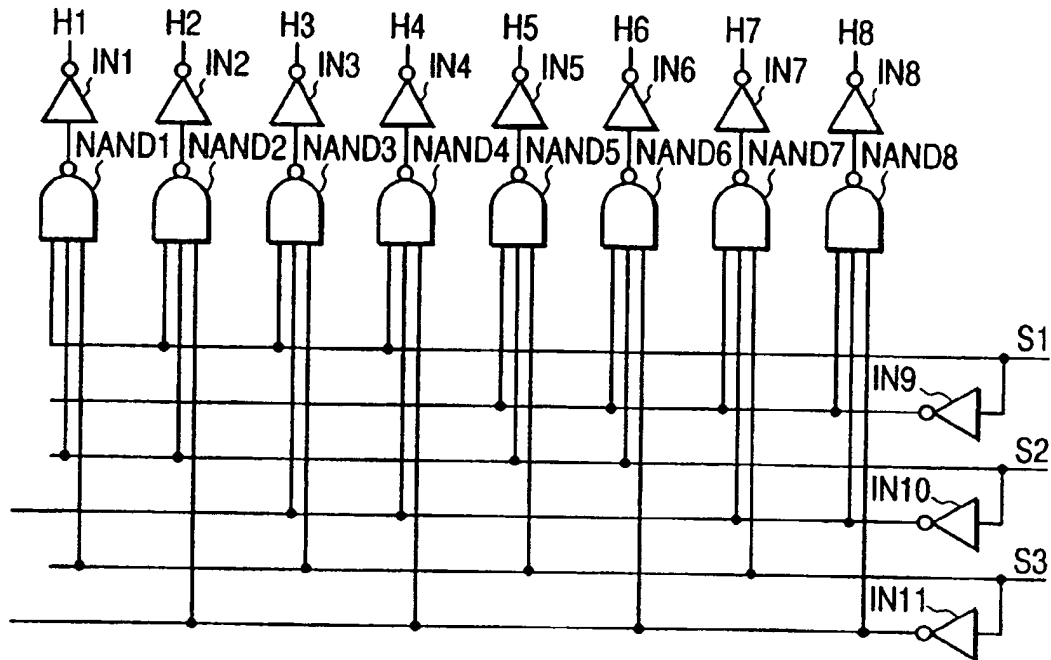 H1 H2 H3 H4 H5 H6 H7 H8
IN1 IN2 IN3 IN4 IN5 IN6 IN7 IN8
NAND1 NAND2 NAND3 NAND4 NAND5 NAND6 NAND7 NAND8
S1
IN9
S2
IN10
S3
IN11